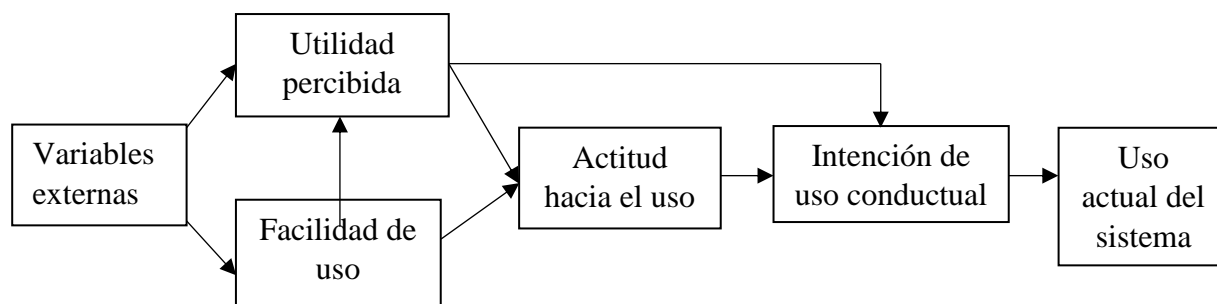 Utilidad
percibida
Variables
externas
Facilidad de
uso
Actitud
hacia el uso
Intención de
uso conductual
Uso
actual del
sistema